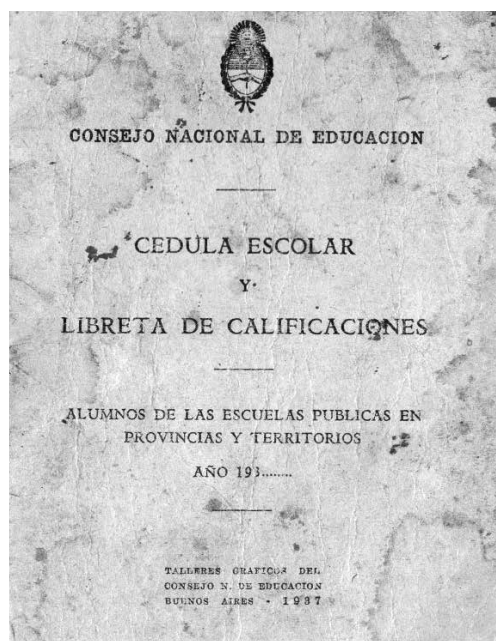 CONSEJO NACIONAL DE EDUCACION
CEDULA ESCOLAR
Y
LIBRETA DE CALIFICACIONES
ALUMNOS DE LAS ESCUELAS PUBLICAS EN
PROVINCIAS Y TERRITORIOS
AÑO 193........
TALLERES GRAFICOS DEL
CONSEJO N. DE EDUCACION
BUENOS AIRES - 1937